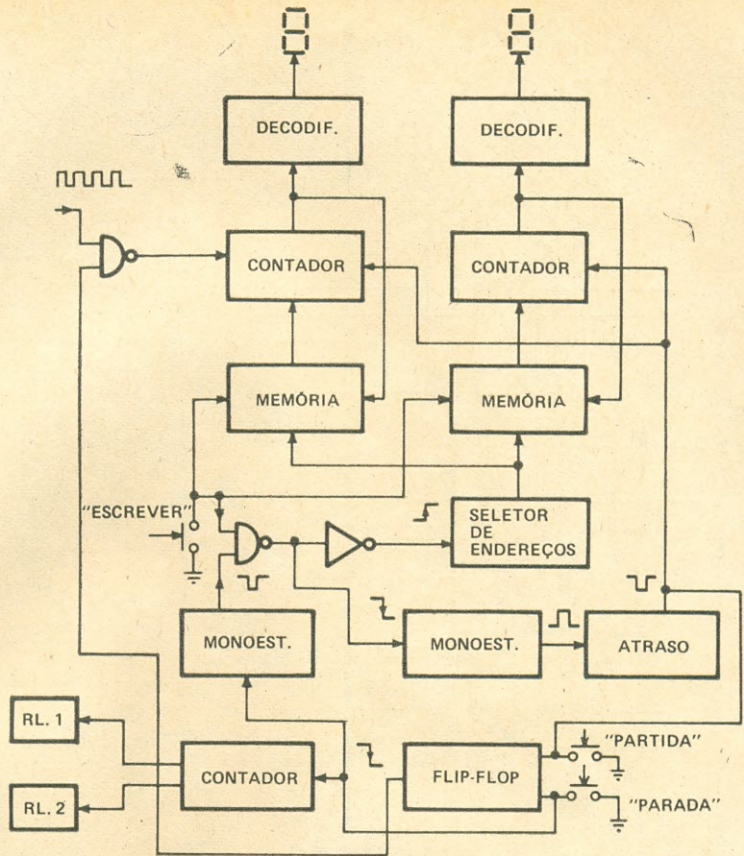 DECODIF.
DECODIF.
CONTADOR
CONTADOR
MEMÓRIA
MEMÓRIA
"ESCREVER"
SELETOR
DE
ENDEREÇOS
MONOEST.
MONOEST.
ATRASO
RL. 1
"PARTIDA"
CONTADOR
FLIP-FLOP
RL. 2
"PARADA"